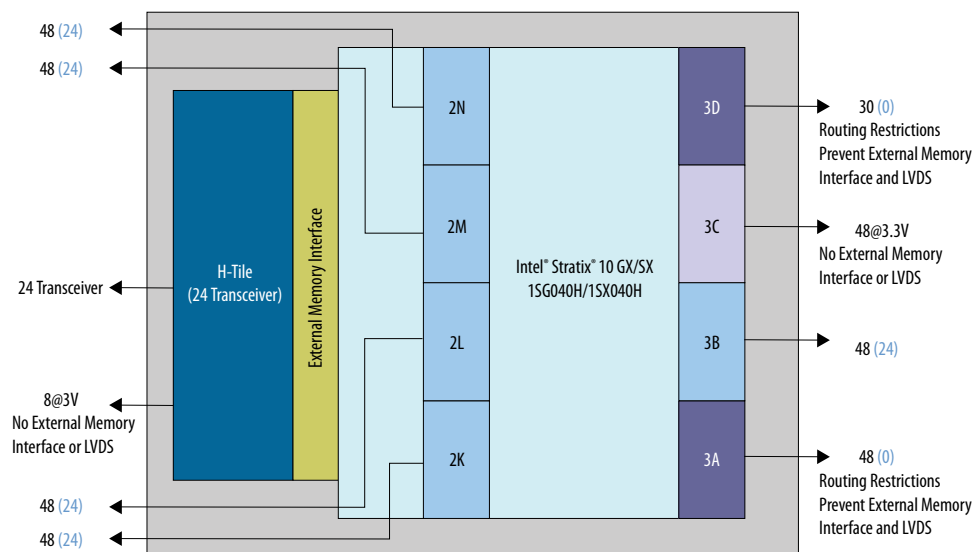 48 (24)
48 (24)
24 Transceiver
8@3V
No External Memory
Interface or LVDS
48 (24)
48 (24)
H-Tile
(24 Transceiver)
External Memory Interface
2N
2M
2L
2K
Intel® Stratix® 10 GX/SX
1SG040H/1SX040H
3D
3C
3B
3A
30 (0)
Routing Restrictions
Prevent External Memory
Interface and LVDS
48@3.3V
No External Memory
Interface or LVDS
48 (24)
48 (0)
Routing Restrictions
Prevent External Memory
Interface and LVDS